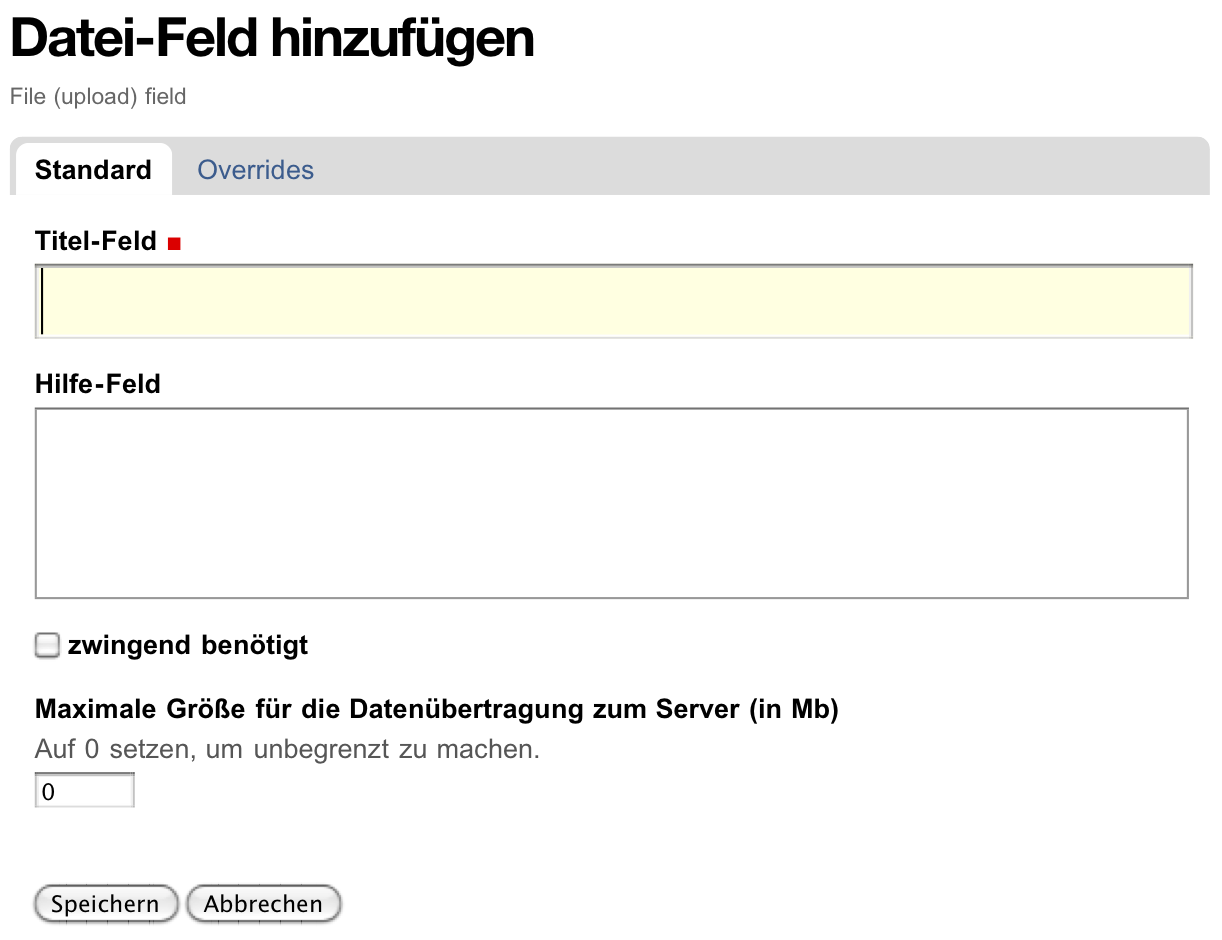 Datei-Feld hinzufügen
File (upload) field
Standard Overrides
Titel-Feld
Hilfe-Feld
zwingend benötigt
Maximale Größe für die Datenübertragung zum Server (in Mb)
Auf 0 setzen, um unbegrenzt zu machen.
0
Speichern Abbrechen